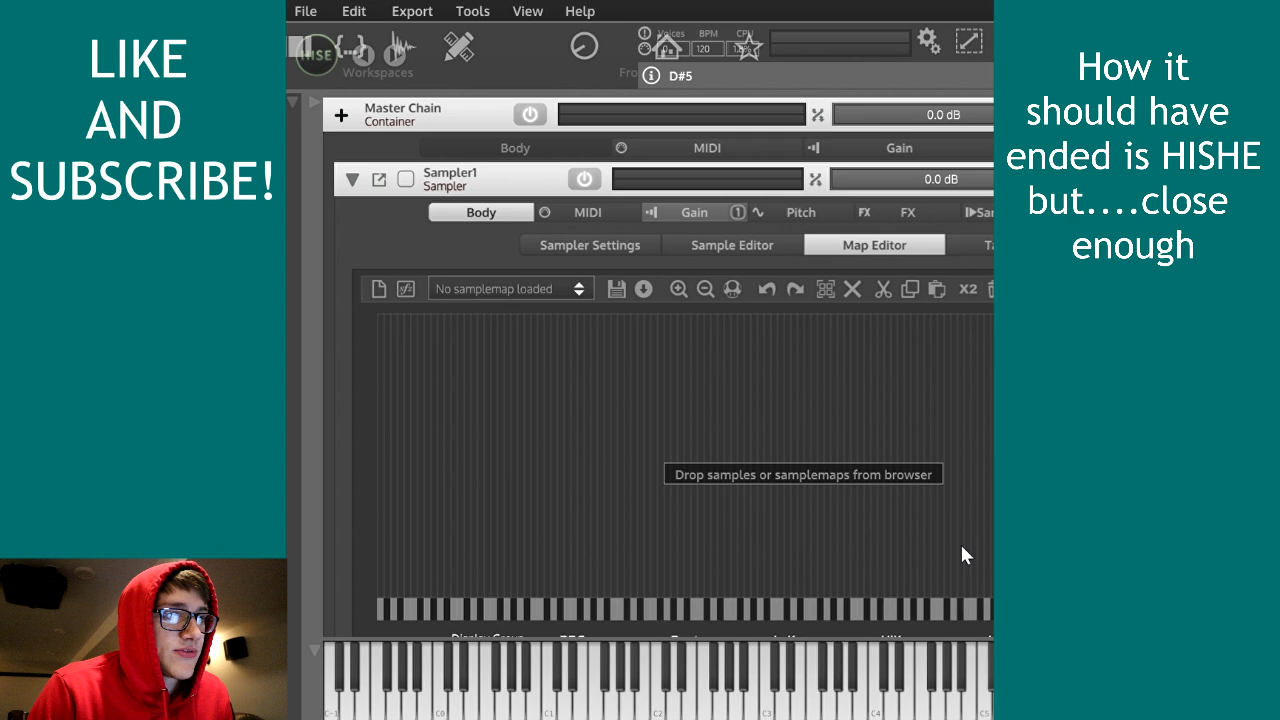 LIKE
AND
SUBSCRIBE!
File Edit Export Tools View Help
HISE
Voices BPM CPU
120
Workspaces
D#5
Master Chain
Container
0.0 dB
Body MIDI Gain
Sampler1
Sampler
0.0 dB
Body MIDI Gain 1 Pitch FX FX
Sampler Settings Sample Editor Map Editor
No samplemap loaded X2
Drop samples or samplemaps from browser
C-1 C0 C1 C2 C3 C4 C5
How it
should have
ended is HISHE
but....close
enough